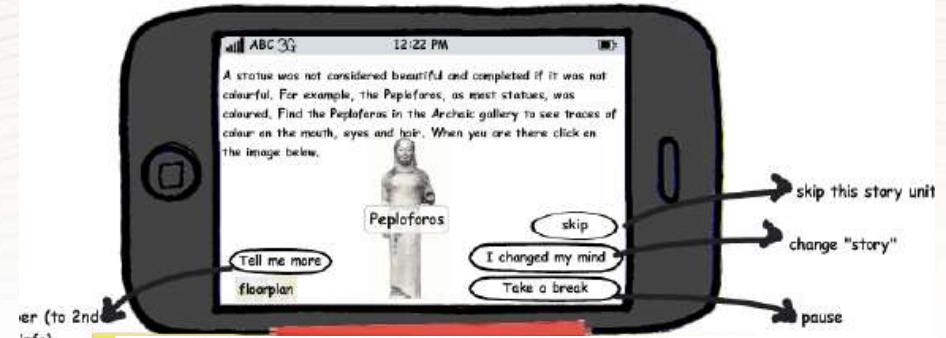 ABC 3G 12:22 PM
A statue was not considered beautiful and completed if it was not
colourful. For example, the Peploforos, as most statues, was
coloured. Find the Peploforos in the Archaic gallery to see traces of
colour on the mouth, eyes and hair. When you are there click on
the image below.
Peploforos
skip
skip this story unit
I changed my mind
change "story"
Tell me more
Take a break
floorplan
pause
(to 2nd